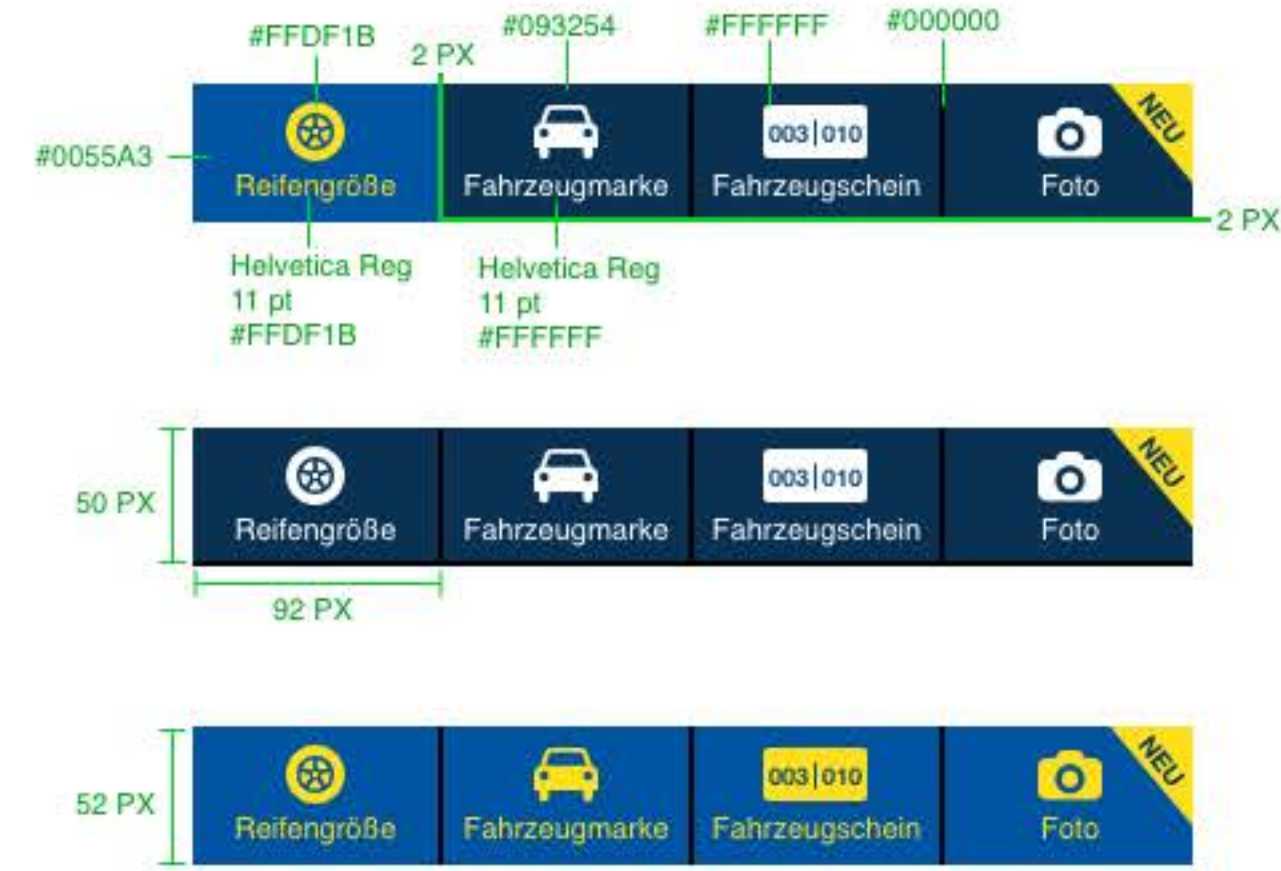 #FFDF1B
2 PX
#093254
#FFFFFF
#000000
#0055A3
003|010
NEU
Reifengröße
Fahrzeugmarke
Fahrzeugschein
Foto
2 PX
Helvetica Reg
11 pt
#FFDF1B
Helvetica Reg
11 pt
#FFFFFF
50 PX
003|010
NEU
Reifengröße
Fahrzeugmarke
Fahrzeugschein
Foto
92 PX
52 PX
003|010
NEU
Reifengröße
Fahrzeugmarke
Fahrzeugschein
Foto